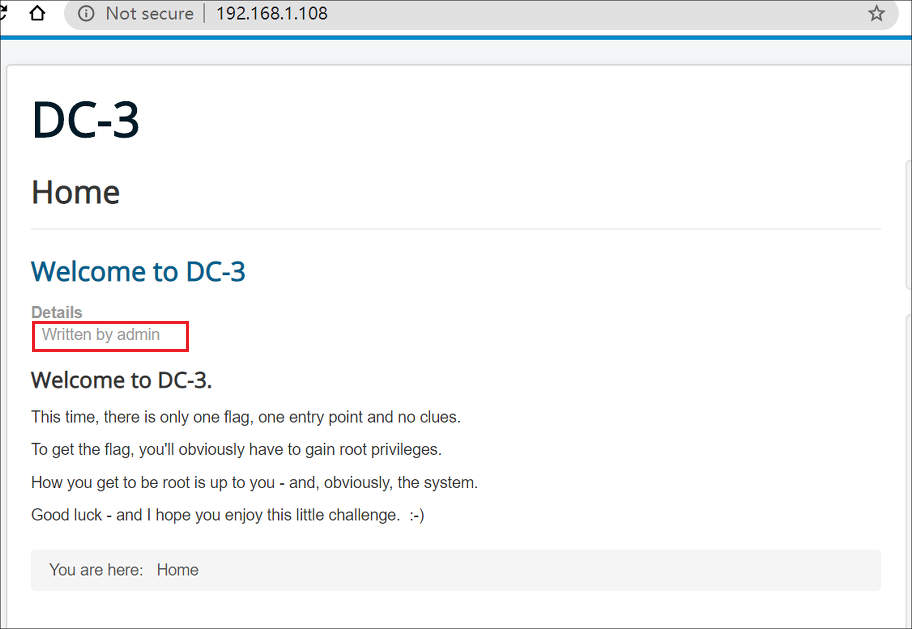 Not secure 192.168.1.108
DC-3
Home
Welcome to DC-3
Details
Written by admin
Welcome to DC-3.
This time, there is only one flag, one entry point and no clues.
To get the flag, you'll obviously have to gain root privileges.
How you get to be root is up to you - and, obviously, the system.
Good luck - and I hope you enjoy this little challenge.  :-)
You are here: Home